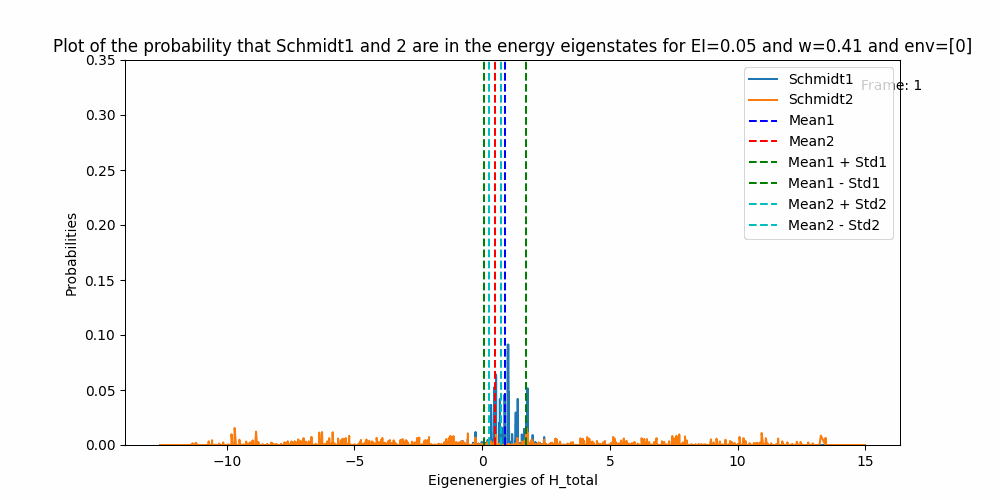 Plot of the probability that Schmidt1 and 2 are in the energy eigenstates for EI=0.05 and w=0.41 and env=[0]
Frame: 1
Schmidt1
Schmidt2
Mean1
Mean2
Mean1 + Std1
Mean1 - Std1
Mean2 + Std2
Mean2 - Std2
Probabilities
0.35
0.30
0.25
0.20
0.15
0.10
0.05
0.00
−10
−5
0
5
10
15
Eigenenergies of H_total